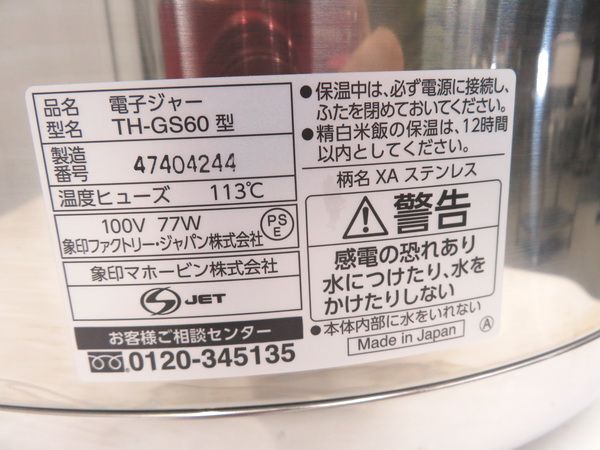 品名 電子ジャー
型名 TH-GS60 型
製造番号 47404244
温度ヒューズ 113℃
100V 77W
PSE
象印ファクトリー・ジャパン株式会社
象印マホービン株式会社
JET
お客様ご相談センター
0120-345135
●保温中は、必ず電源に接続し、
ふたを閉めておいてください。
●精白米飯の保温は、12時間
以内としてください。
柄名 XA ステンレス
警告
感電の恐れあり
水につけたり、水を
かけたりしない
●本体内部に水をいれない
Made in Japan Ⓐ